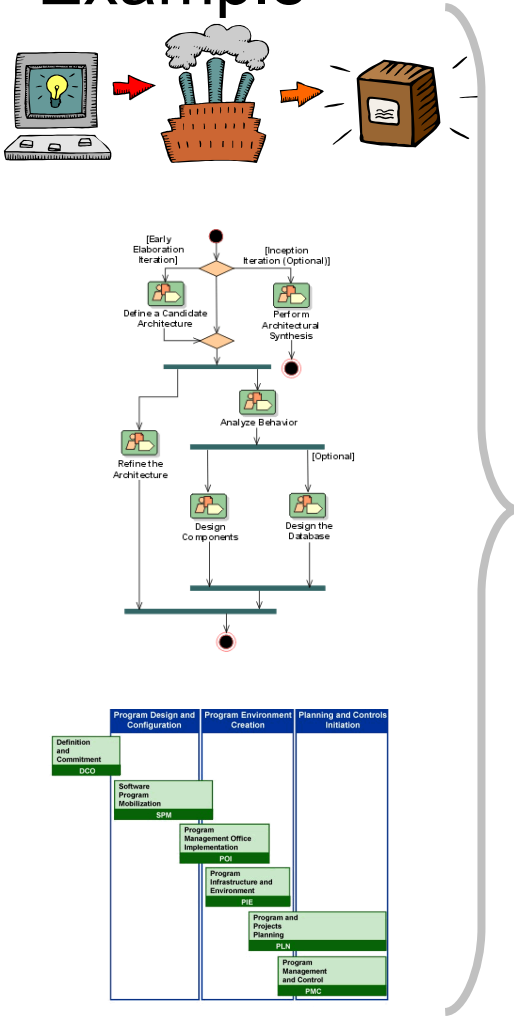 Example
[Early
Elaboration
Iteration]
[Inception
Iteration (Optional)]
Define a Candidate
Architecture
Perform
Architectural
Synthesis
Analyze Behavior
[Optional]
Refine the
Architecture
Design
Components
Design the
Database
Program Design and
Configuration
Program Environment
Creation
Planning and Controls
Initiation
Definition
and
Commitment
DCO
Software
Program
Mobilization
SPM
Program
Management Office
Implementation
POI
Program
Infrastructure and
Environment
PIE
Program and
Projects
Planning
PLN
Program
Management
and Control
PMC